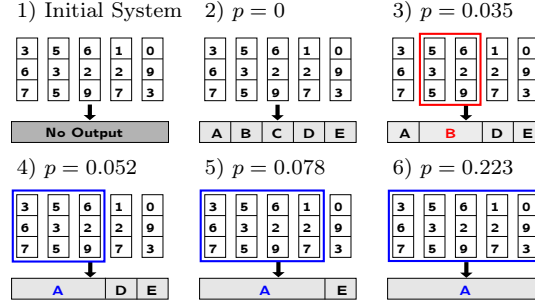 1) Initial System
3 5 6 1 0
6 3 2 2 9
7 5 9 7 3
No Output
2) p = 0
3 5 6 1 0
6 3 2 2 9
7 5 9 7 3
A B C D E
3) p = 0.035
3 5 6 1 0
6 3 2 2 9
7 5 9 7 3
A B D E
4) p = 0.052
3 5 6 1 0
6 3 2 2 9
7 5 9 7 3
A D E
5) p = 0.078
3 5 6 1 0
6 3 2 2 9
7 5 9 7 3
A E
6) p = 0.223
3 5 6 1 0
6 3 2 2 9
7 5 9 7 3
A